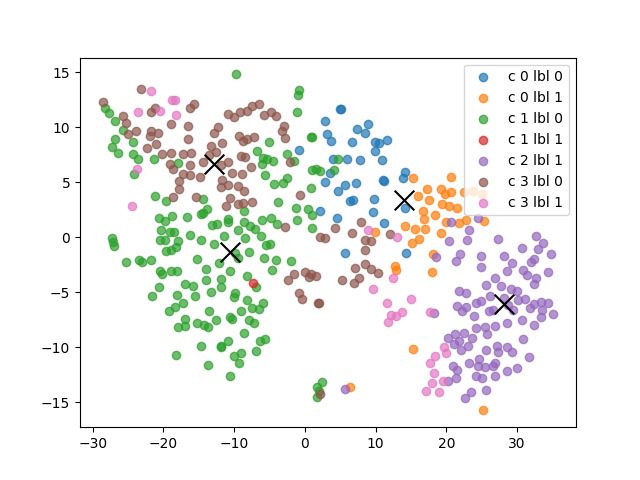 15
10
5
0
−5
−10
−15
−30
−20
−10
0
10
20
30
c 0 lbl 0
c 0 lbl 1
c 1 lbl 0
c 1 lbl 1
c 2 lbl 1
c 3 lbl 0
c 3 lbl 1